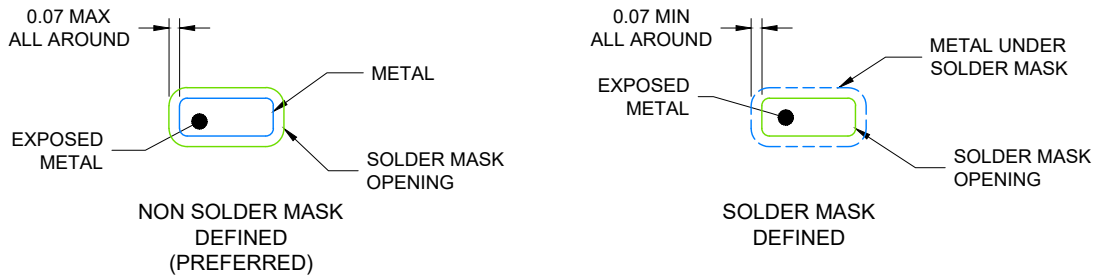 0.07 MAX
ALL AROUND
METAL
EXPOSED
METAL
SOLDER MASK
OPENING
NON SOLDER MASK
DEFINED
(PREFERRED)
0.07 MIN
ALL AROUND
METAL UNDER
SOLDER MASK
EXPOSED
METAL
SOLDER MASK
OPENING
SOLDER MASK
DEFINED